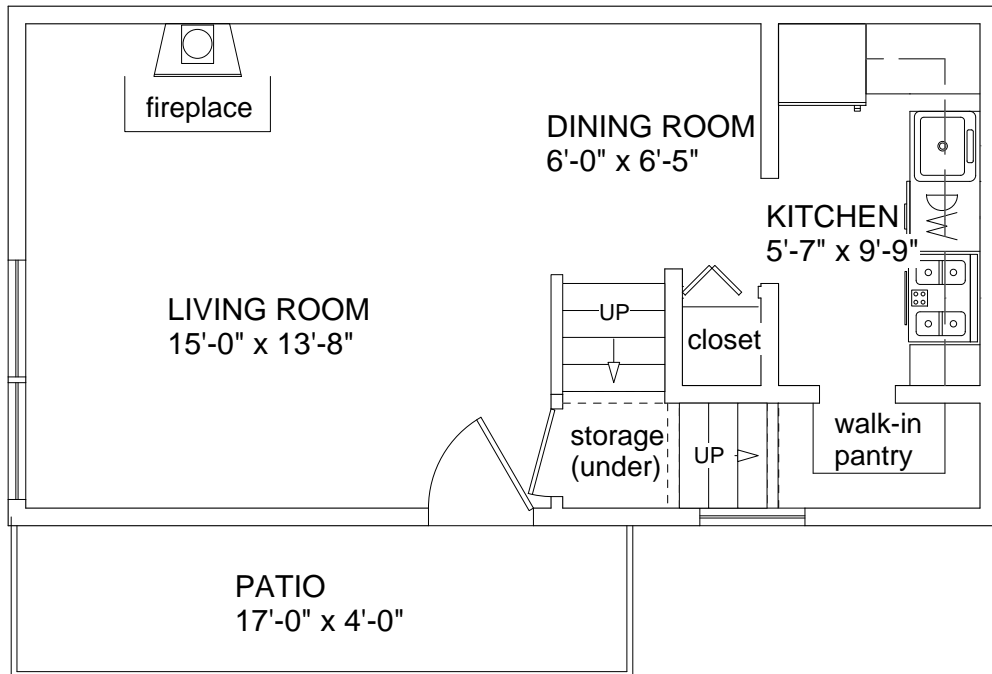 fireplace
DINING ROOM
6'-0" x 6'-5"
KITCHEN
5'-7" x 9'-9"
DW
LIVING ROOM
15'-0" x 13'-8"
UP
closet
storage
(under)
UP
walk-in
pantry
PATIO
17'-0" x 4'-0"